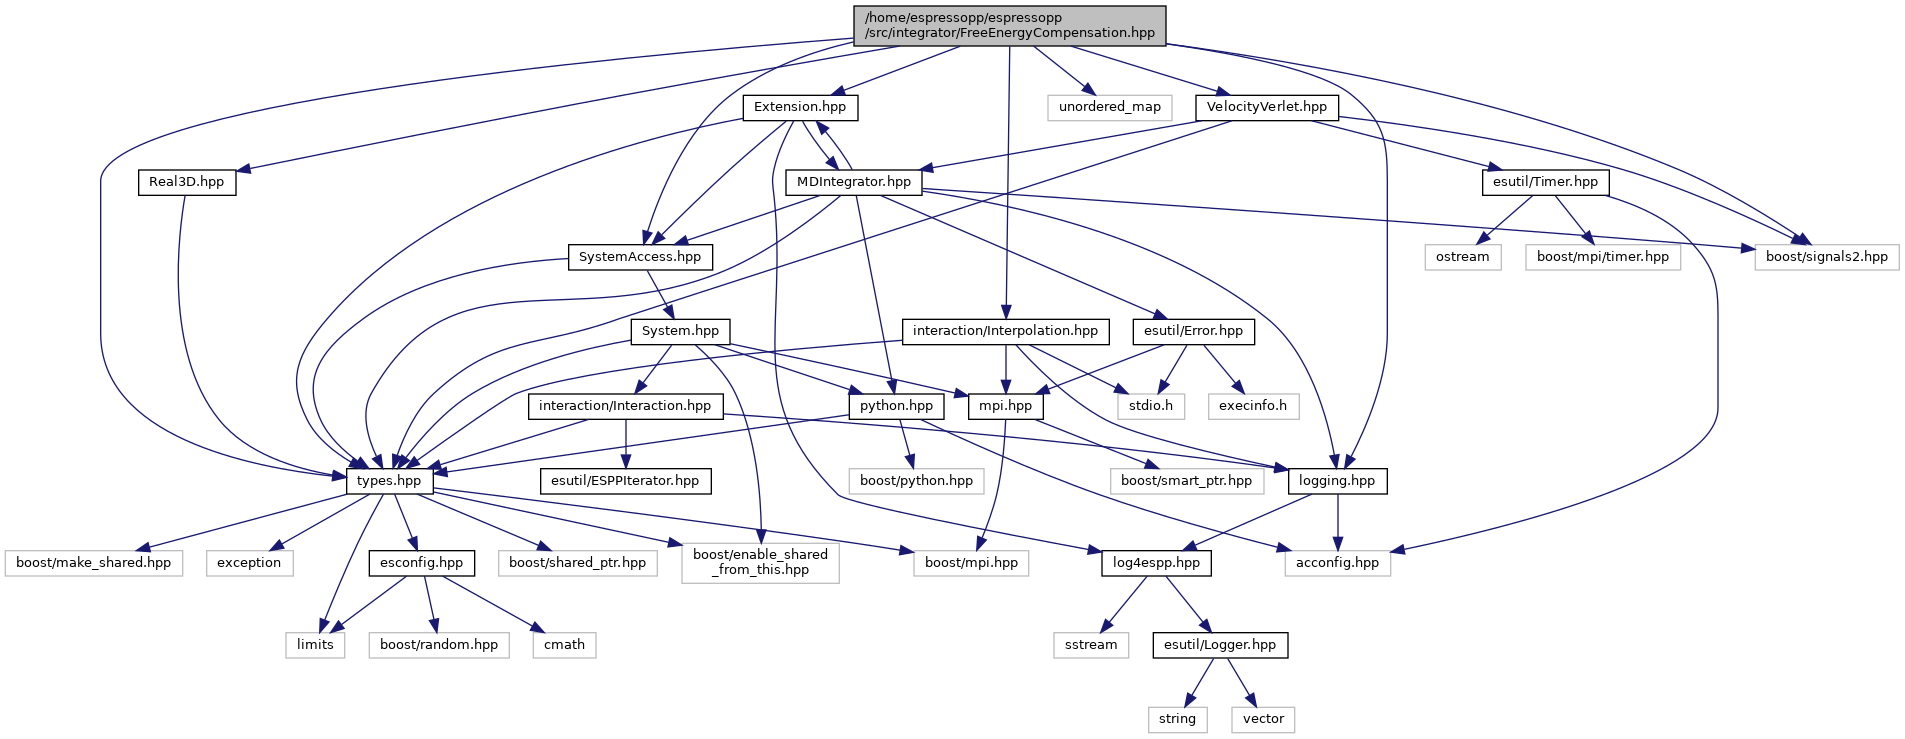 /home/espressopp/espressopp
/src/integrator/FreeEnergyCompensation.hpp
Extension.hpp
unordered_map
VelocityVerlet.hpp
Real3D.hpp
MDIntegrator.hpp
esutil/Timer.hpp
SystemAccess.hpp
ostream
boost/mpi/timer.hpp
boost/signals2.hpp
System.hpp
interaction/Interpolation.hpp
esutil/Error.hpp
interaction/Interaction.hpp
python.hpp
mpi.hpp
stdio.h
execinfo.h
types.hpp
esutil/ESPPIterator.hpp
boost/python.hpp
boost/smart_ptr.hpp
logging.hpp
boost/make_shared.hpp
exception
esconfig.hpp
boost/shared_ptr.hpp
boost/enable_shared
_from_this.hpp
boost/mpi.hpp
log4espp.hpp
acconfig.hpp
limits
boost/random.hpp
cmath
sstream
esutil/Logger.hpp
string
vector